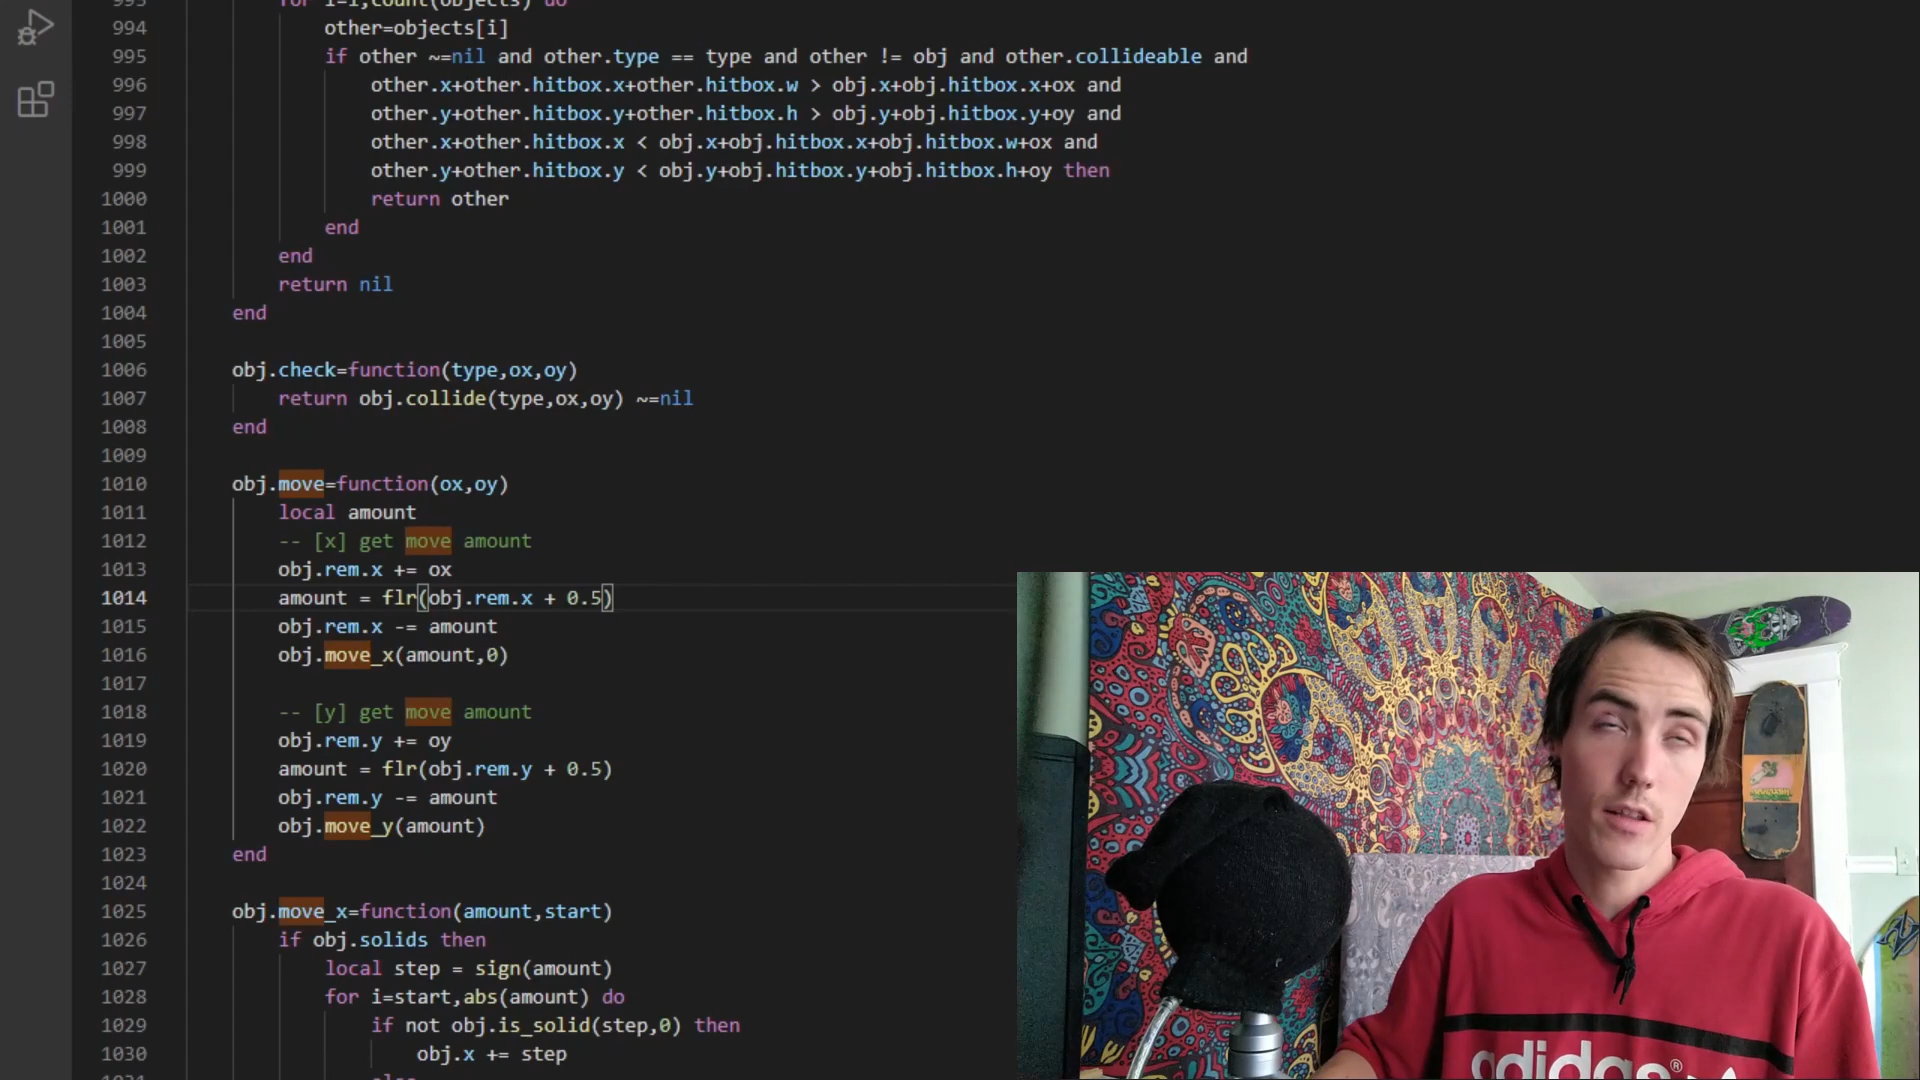 993 for i=1,count(objects) do
994 other=objects[i]
995 if other ~=nil and other.type == type and other != obj and other.collideable and
996 other.x+other.hitbox.x+other.hitbox.w > obj.x+obj.hitbox.x+ox and
997 other.y+other.hitbox.y+other.hitbox.h > obj.y+obj.hitbox.y+oy and
998 other.x+other.hitbox.x < obj.x+obj.hitbox.x+obj.hitbox.w+ox and
999 other.y+other.hitbox.y < obj.y+obj.hitbox.y+obj.hitbox.h+oy then
1000 return other
1001 end
1002 end
1003 return nil
1004 end
1005
1006 obj.check=function(type,ox,oy)
1007 return obj.collide(type,ox,oy) ~=nil
1008 end
1009
1010 obj.move=function(ox,oy)
1011 local amount
1012 -- [x] get move amount
1013 obj.rem.x += ox
1014 amount = flr(obj.rem.x + 0.5)
1015 obj.rem.x -= amount
1016 obj.move_x(amount,0)
1017
1018 -- [y] get move amount
1019 obj.rem.y += oy
1020 amount = flr(obj.rem.y + 0.5)
1021 obj.rem.y -= amount
1022 obj.move_y(amount)
1023 end
1024
1025 obj.move_x=function(amount,start)
1026 if obj.solids then
1027 local step = sign(amount)
1028 for i=start,abs(amount) do
1029 if not obj.is_solid(step,0) then
1030 obj.x += step
1031 else
adidas®